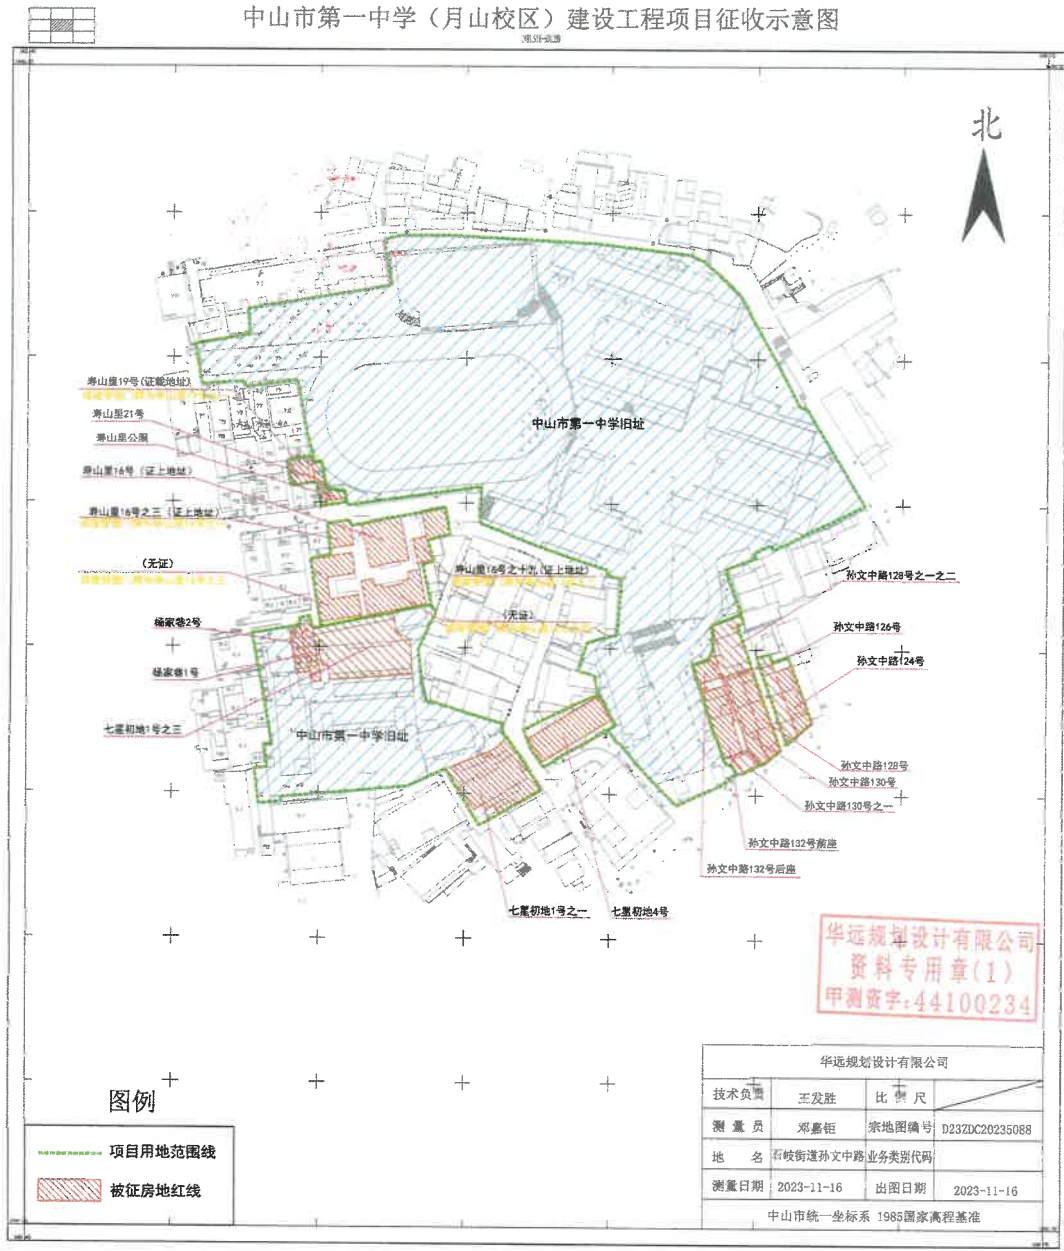 中山市第一中学（月山校区）建设工程项目征收示意图
北
寿山里19号(证载地址)
寿山里21号
寿山里公厕
寿山里16号（证上地址）
寿山里16号之三（证上地址）
(无证)
杨家巷2号
杨家巷1号
七星初地1号之三
中山市第一中学旧址
寿山里16号之十九(证上地址)
(无证)
中山市第一中学旧址
孙文中路128号之一之二
孙文中路126号
孙文中路124号
孙文中路128号
孙文中路130号
孙文中路130号之一
孙文中路132号前座
孙文中路132号后座
七星初地1号之一
七星初地4号
华远规划设计有限公司
资料专用章(1)
甲测资字:44100234
图例
项目用地范围线
被征房地红线
华远规划设计有限公司
技术负责 王发胜 比例尺
测量员 邓嘉钜 宗地图编号 D23ZDC20235088
地名 石岐街道孙文中路 业务类别代码
测量日期 2023-11-16 出图日期 2023-11-16
中山市统一坐标系 1985国家高程基准